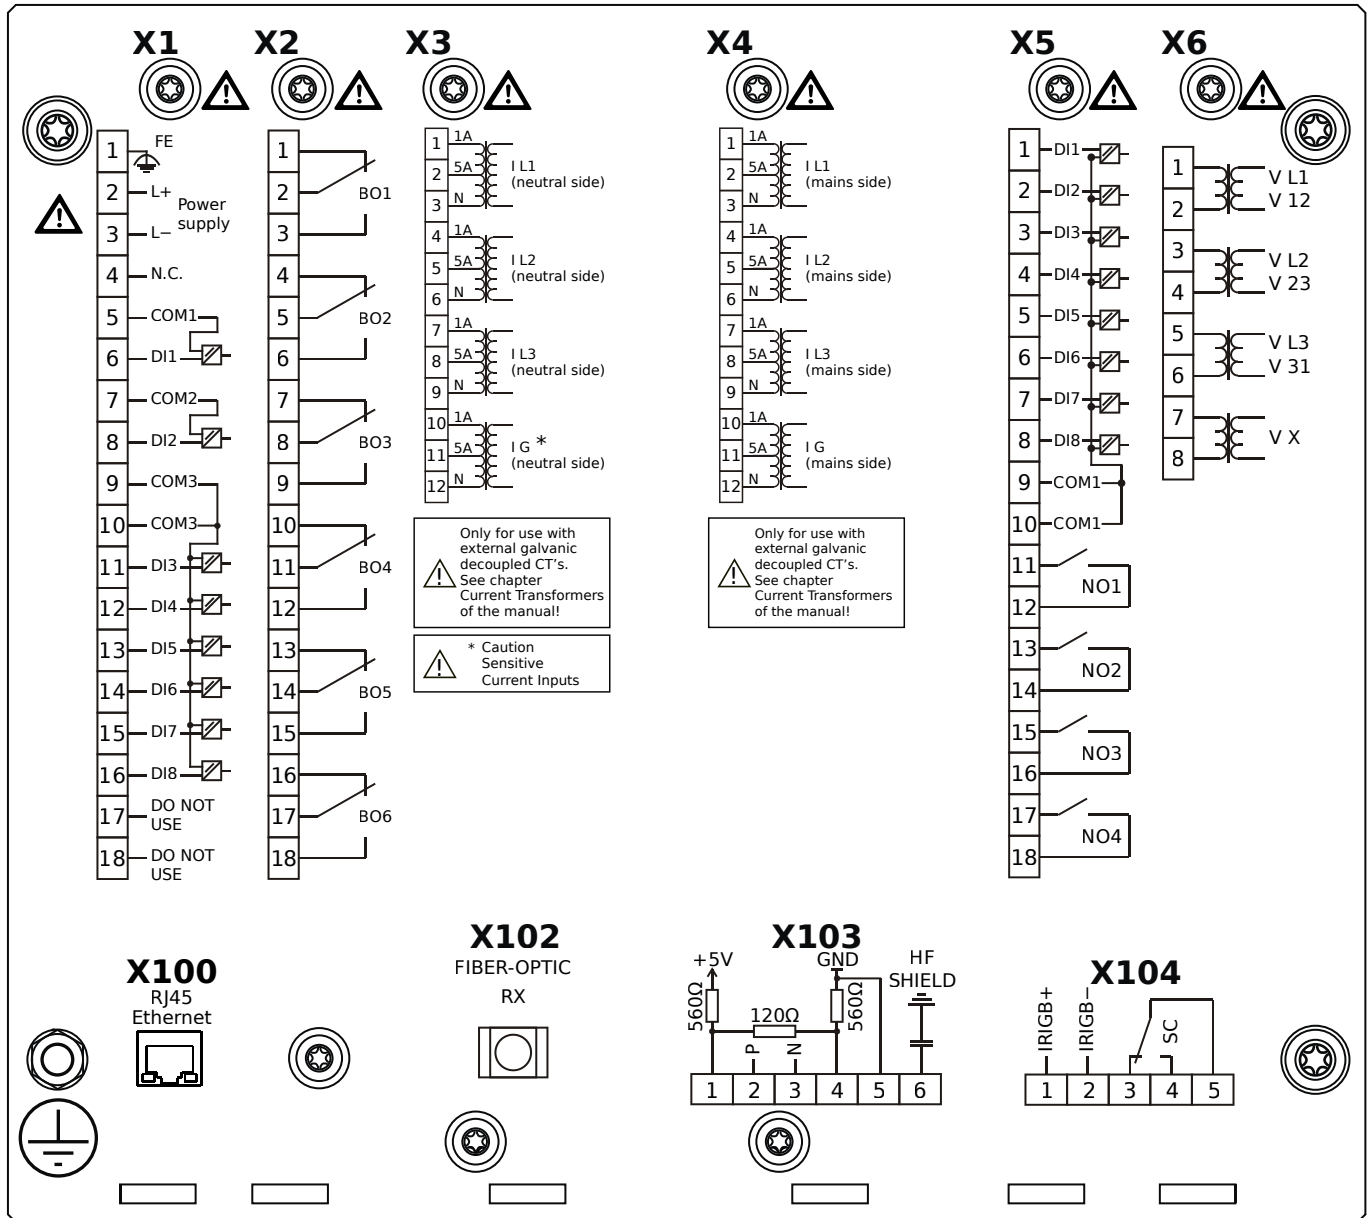 X1
X2
X3
X4
X5
X6
1 FE
2 L+
Power
supply
3 L−
4 N.C.
5 COM1
6 DI1
7 COM2
8 DI2
9 COM3
10 COM3
11 DI3
12 DI4
13 DI5
14 DI6
15 DI7
16 DI8
17 DO NOT
USE
18 DO NOT
USE
1
2 BO1
3
4
5 BO2
6
7
8 BO3
9
10
11 BO4
12
13
14 BO5
15
16
17 BO6
18
1 1A
2 5A I L1
(neutral side)
3 N
4 1A
5 5A I L2
(neutral side)
6 N
7 1A
8 5A I L3
(neutral side)
9 N
10 1A
11 5A I G *
(neutral side)
12 N
Only for use with
external galvanic
decoupled CT's.
See chapter
Current Transformers
of the manual!
* Caution
Sensitive
Current Inputs
1 1A
2 5A I L1
(mains side)
3 N
4 1A
5 5A I L2
(mains side)
6 N
7 1A
8 5A I L3
(mains side)
9 N
10 1A
11 5A I G
(mains side)
12 N
Only for use with
external galvanic
decoupled CT's.
See chapter
Current Transformers
of the manual!
1 DI1
2 DI2
3 DI3
4 DI4
5 DI5
6 DI6
7 DI7
8 DI8
9 COM1
10 COM1
11
NO1
12
13
NO2
14
15
NO3
16
17
NO4
18
1 V L1
2 V 12
3 V L2
4 V 23
5 V L3
6 V 31
7
V X
8
X100
RJ45
Ethernet
X102
FIBER-OPTIC
RX
X103
+5V
GND
HF
SHIELD
560Ω
120Ω
560Ω
P
N
1 2 3 4 5 6
X104
IRIGB+
IRIGB−
SC
1 2 3 4 5